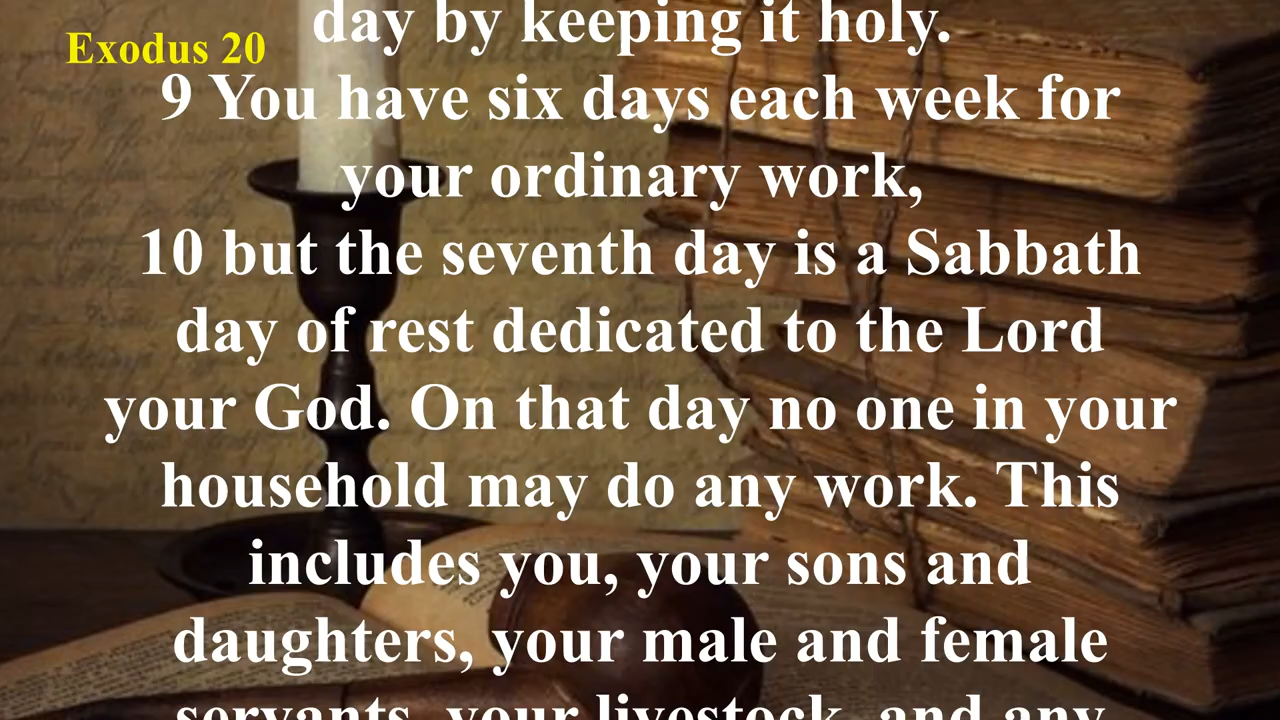 Exodus 20
day by keeping it holy.
9 You have six days each week for
your ordinary work,
10 but the seventh day is a Sabbath
day of rest dedicated to the Lord
your God. On that day no one in your
household may do any work. This
includes you, your sons and
daughters, your male and female
servants, your livestock, and any